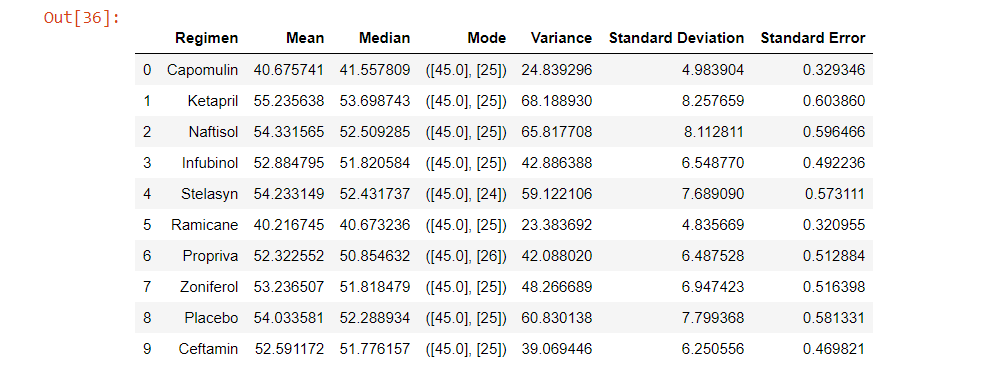 Out[36]:
Regimen Mean Median Mode Variance Standard Deviation Standard Error
0 Capomulin 40.675741 41.557809 ([45.0], [25]) 24.839296 4.983904 0.329346
1 Ketapril 55.235638 53.698743 ([45.0], [25]) 68.188930 8.257659 0.603860
2 Naftisol 54.331565 52.509285 ([45.0], [25]) 65.817708 8.112811 0.596466
3 Infubinol 52.884795 51.820584 ([45.0], [25]) 42.886388 6.548770 0.492236
4 Stelasyn 54.233149 52.431737 ([45.0], [24]) 59.122106 7.689090 0.573111
5 Ramicane 40.216745 40.673236 ([45.0], [25]) 23.383692 4.835669 0.320955
6 Propriva 52.322552 50.854632 ([45.0], [26]) 42.088020 6.487528 0.512884
7 Zoniferol 53.236507 51.818479 ([45.0], [25]) 48.266689 6.947423 0.516398
8 Placebo 54.033581 52.288934 ([45.0], [25]) 60.830138 7.799368 0.581331
9 Ceftamin 52.591172 51.776157 ([45.0], [25]) 39.069446 6.250556 0.469821